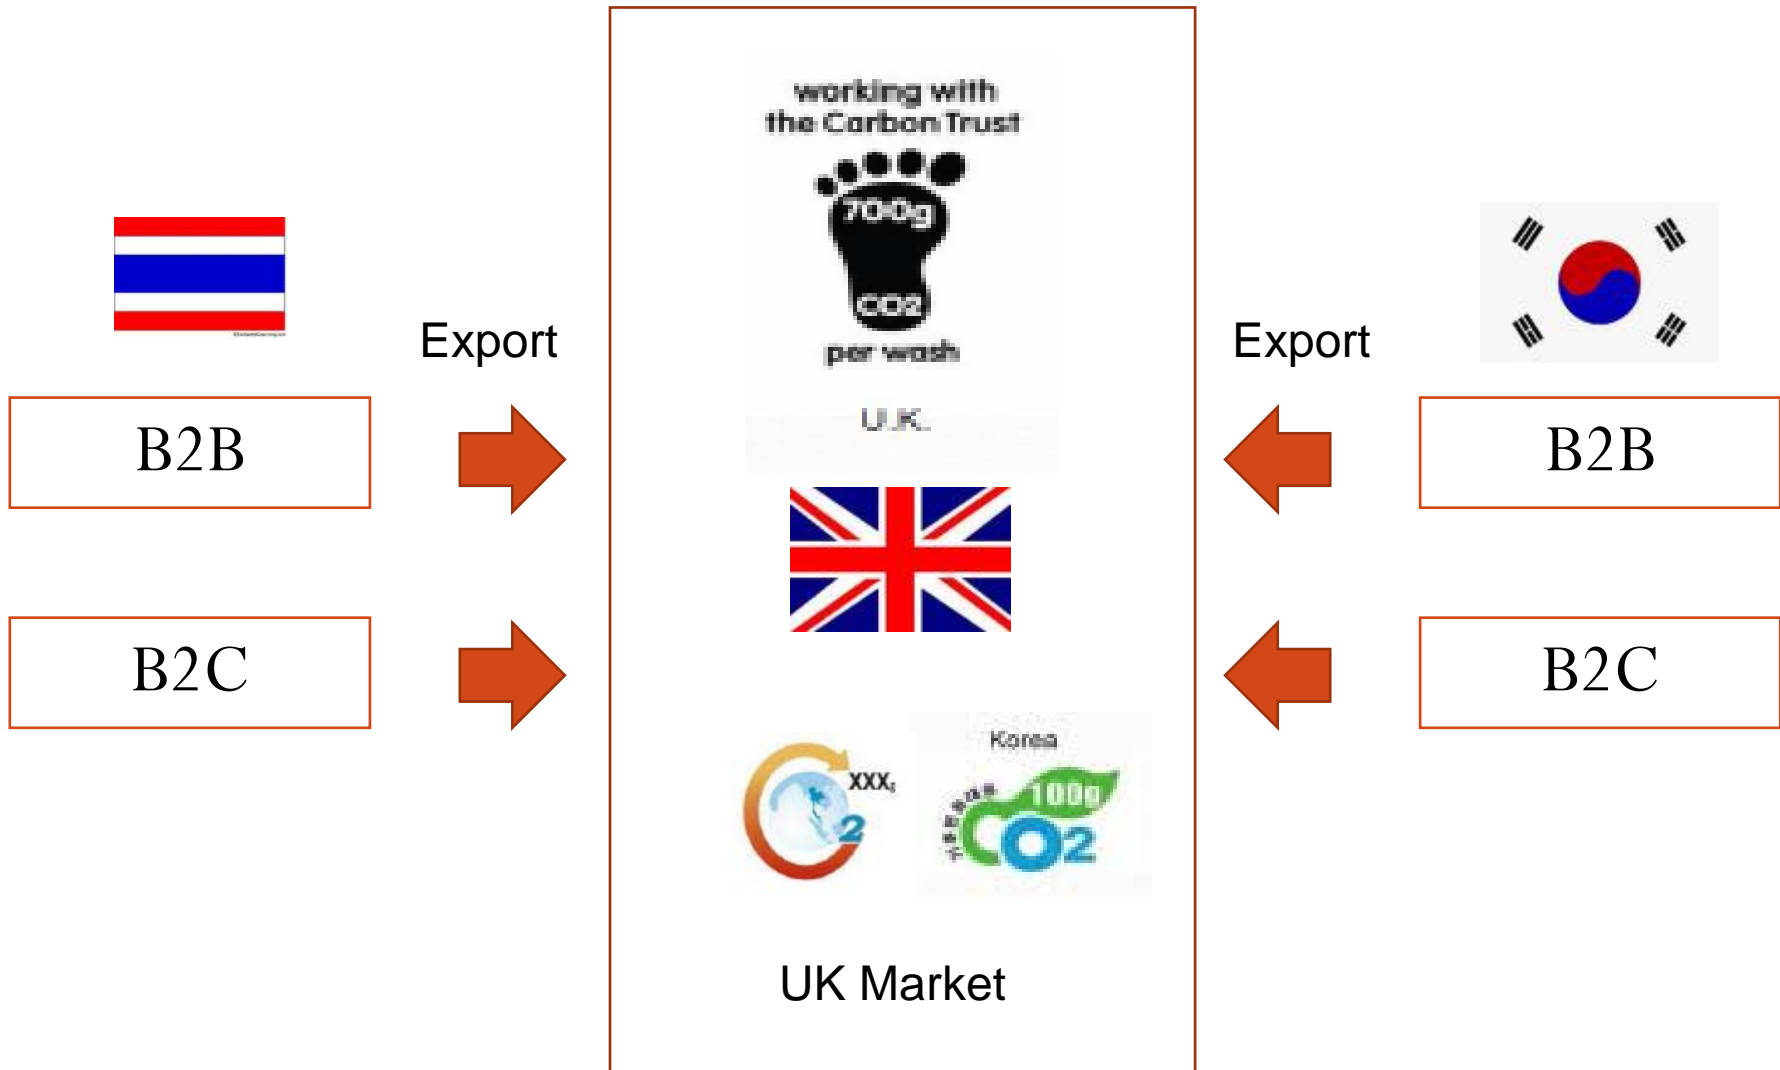 working with
the Carbon Trust
700g
CO2
per wash
U.K.
Export
Export
B2B
B2B
B2C
B2C
XXXg
2
Korea
100g
CO2
UK Market